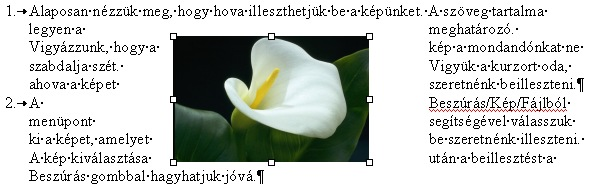 1.→Alaposan·nézzük·meg,·hogy·hova·illeszthetjük·be·a·képünket.·A·szöveg·tartalma·
legyen·a· meghatározó.·
Vigyázzunk,·hogy·a· kép·a·mondandónkat·ne·
szabdalja·szét.· Vigyük·a·kurzort·oda,·
ahova·a·képet· szeretnénk·beilleszteni.¶
2.→A· Beszúrás/Kép/Fájlból·
menüpont· segítségével·válasszuk·
ki·a·képet,·amelyet· be·szeretnénk·illeszteni.·
A·kép·kiválasztása· után·a·beillesztést·a·
Beszúrás·gombbal·hagyhatjuk·jóvá.¶